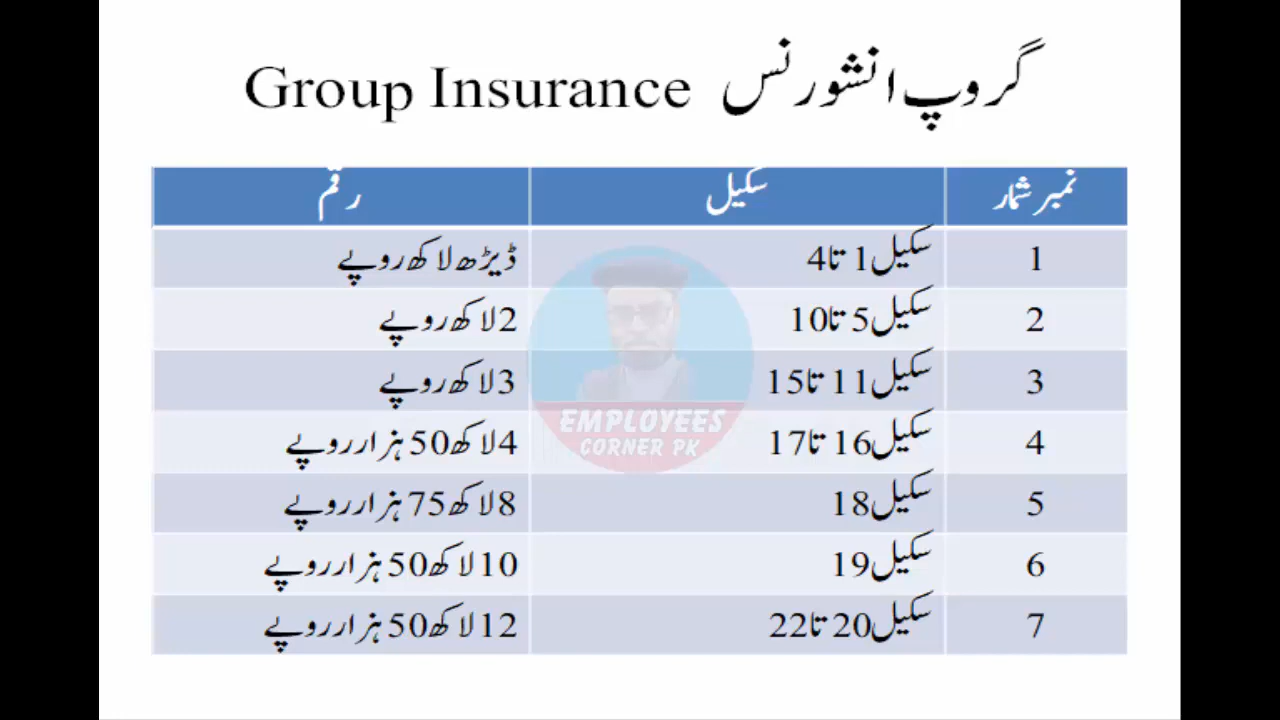 گروپ انشورنس Group Insurance
نمبر شمار سکیل رقم
1 سکیل 1 تا 4 ڈیڑھ لاکھ روپے
2 سکیل 5 تا 10 2 لاکھ روپے
3 سکیل 11 تا 15 3 لاکھ روپے
4 سکیل 16 تا 17 4 لاکھ 50 ہزار روپے
5 سکیل 18 8 لاکھ 75 ہزار روپے
6 سکیل 19 10 لاکھ 50 ہزار روپے
7 سکیل 20 تا 22 12 لاکھ 50 ہزار روپے
EMPLOYEES
CORNER PK